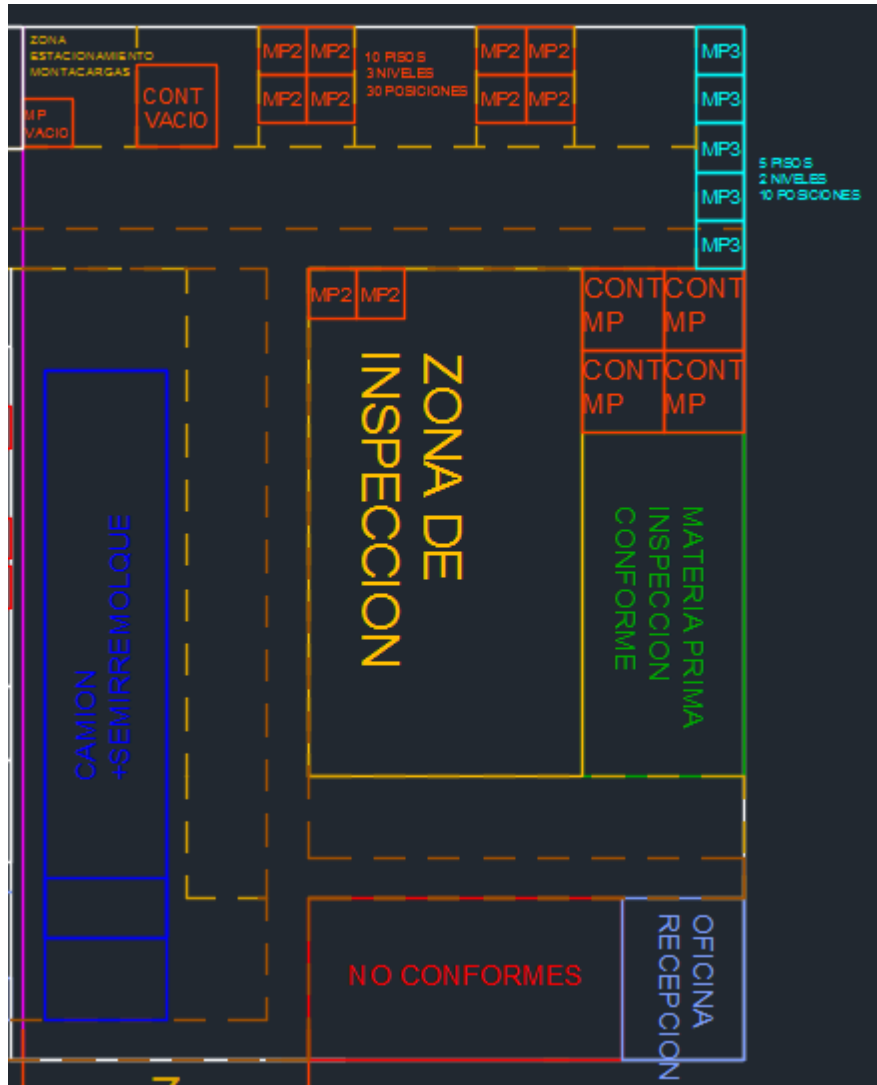 ZONA
ESTACIONAMIENTO
MONTACARGAS
MP
VACIO
CONT
VACIO
MP2 MP2
MP2 MP2
10 PISOS
3 NIVELES
30 POSICIONES
MP2 MP2
MP2 MP2
MP3
MP3
MP3
MP3
MP3
5 PISOS
2 NIVELES
10 POSICIONES
MP2 MP2
CONT
MP
CONT
MP
CONT
MP
CONT
MP
ZONA DE
INSPECCION
MATERIA PRIMA
INSPECCION
CONFORME
CAMION
+SEMIRREMOLQUE
NO CONFORMES
OFICINA
RECEPCION